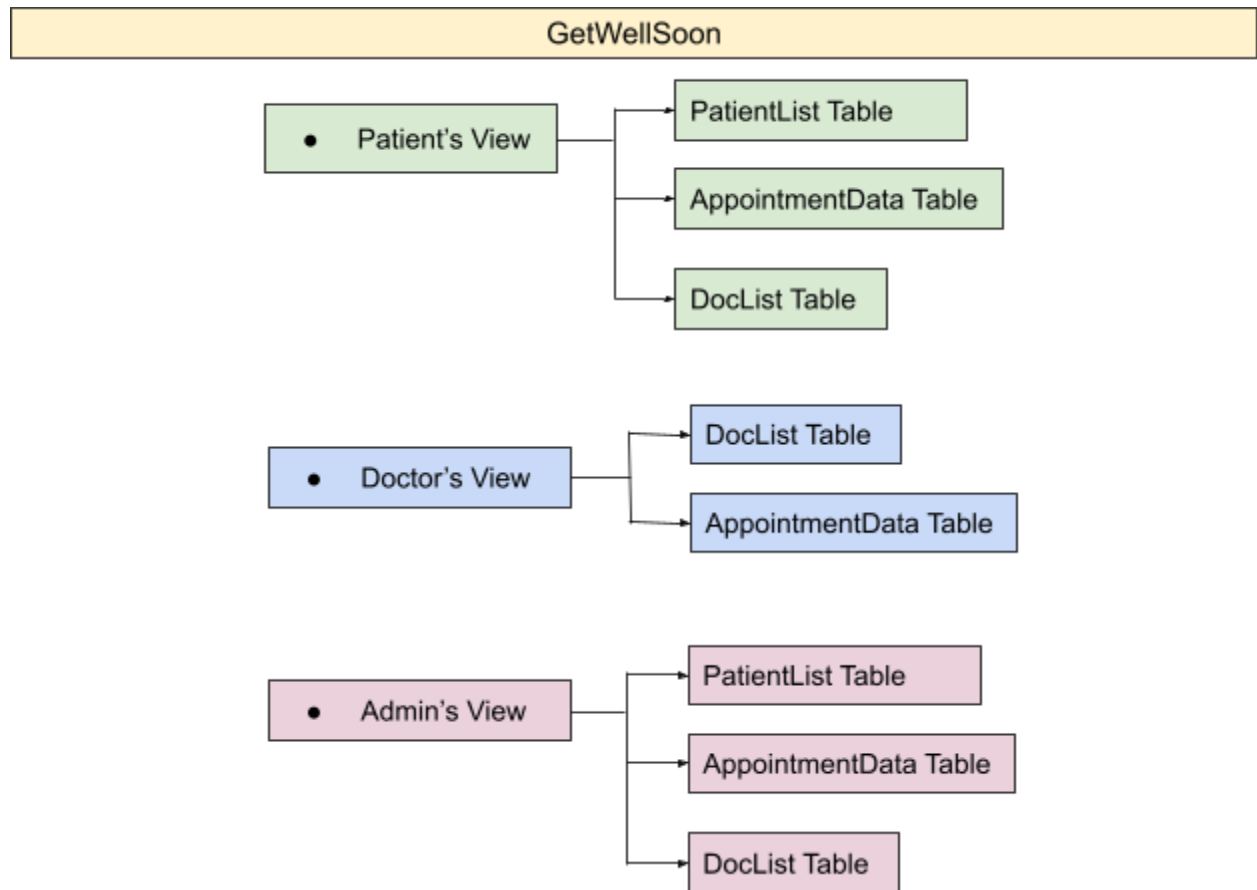 GetWellSoon
● Patient's View
PatientList Table
AppointmentData Table
DocList Table
● Doctor's View
DocList Table
AppointmentData Table
● Admin's View
PatientList Table
AppointmentData Table
DocList Table